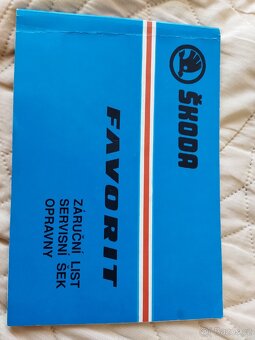 ŠKODA
FAVORIT
ZÁRUČNÍ LIST
SERVISNÍ ŠEK
OPRAVNY